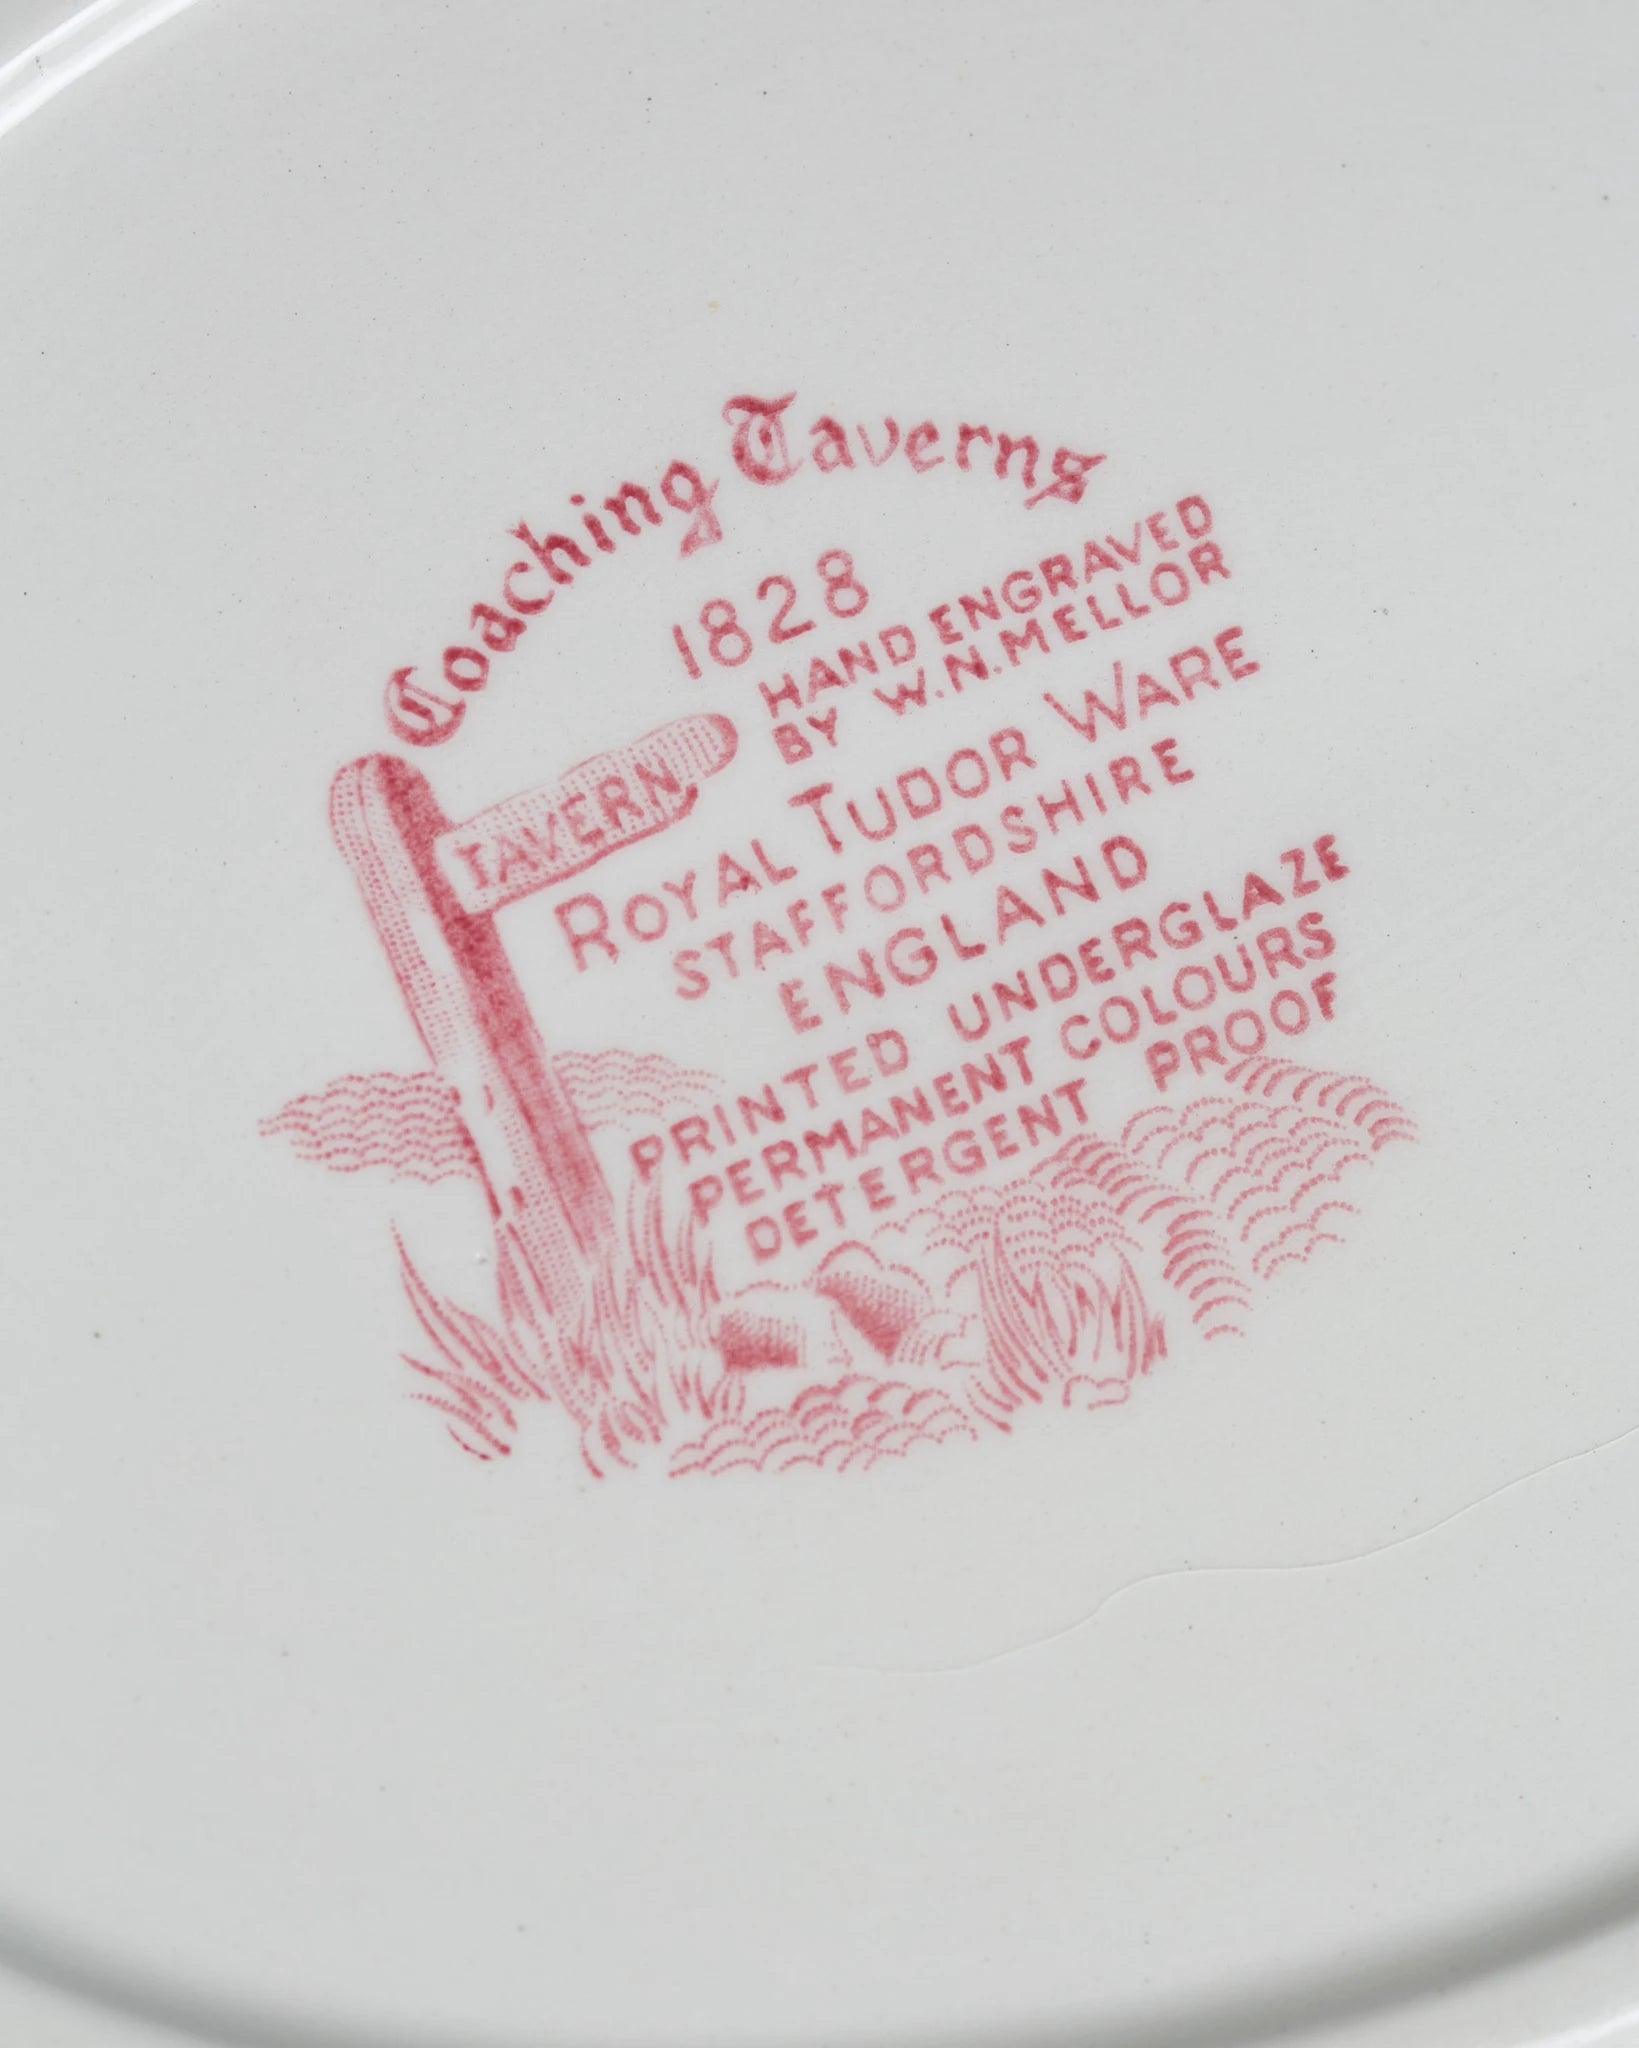 Coaching Taverns
1828
HAND ENGRAVED
BY W.N.MELLOR
TAVERN
ROYAL TUDOR WARE
STAFFORDSHIRE
ENGLAND
PRINTED UNDERGLAZE
PERMANENT COLOURS
DETERGENT PROOF